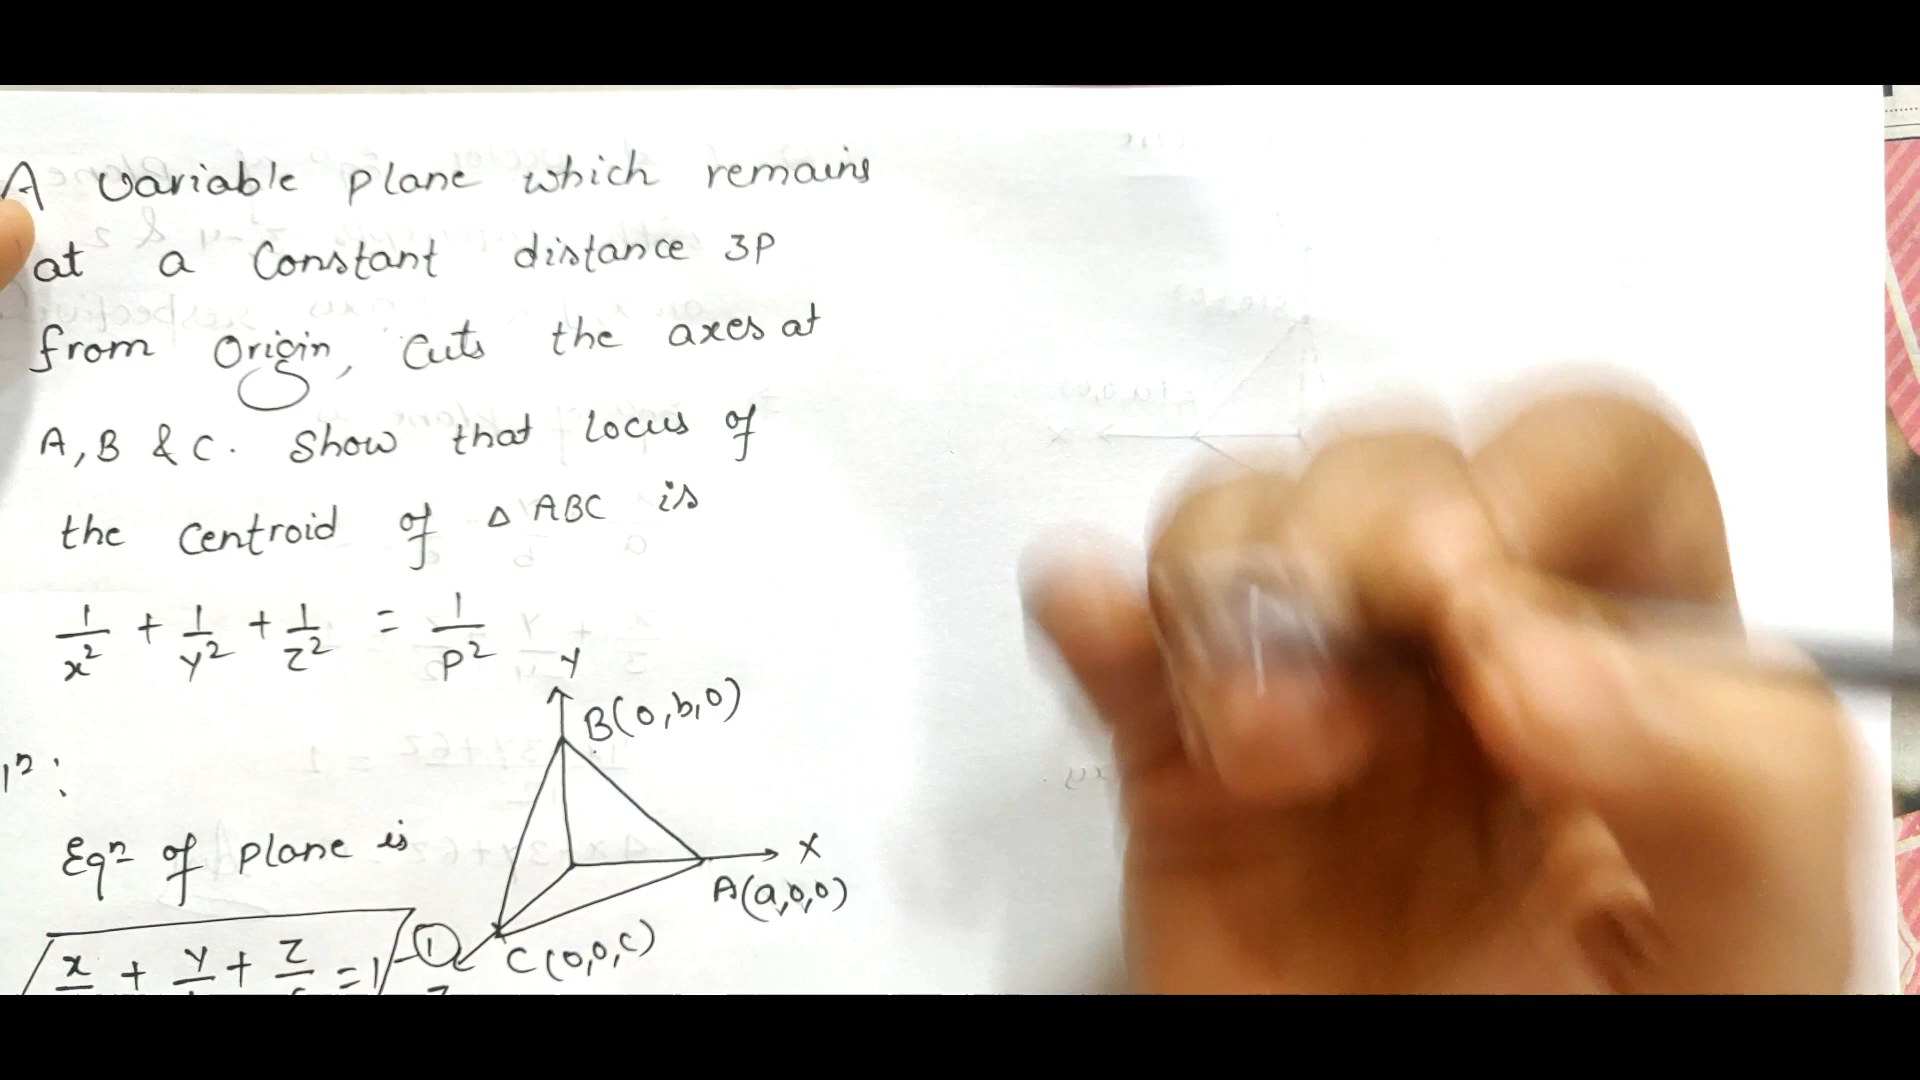 A variable plane which remains
at a constant distance 3P
from Origin, cuts the axes at
A, B & C. Show that locus of
the centroid of △ ABC is
1/x² + 1/y² + 1/z² = 1/P²
Y
B(0,b,0)
Eqⁿ of plane is
X
A(a,0,0)
C(0,0,c)
x + y + z = 1 - ①